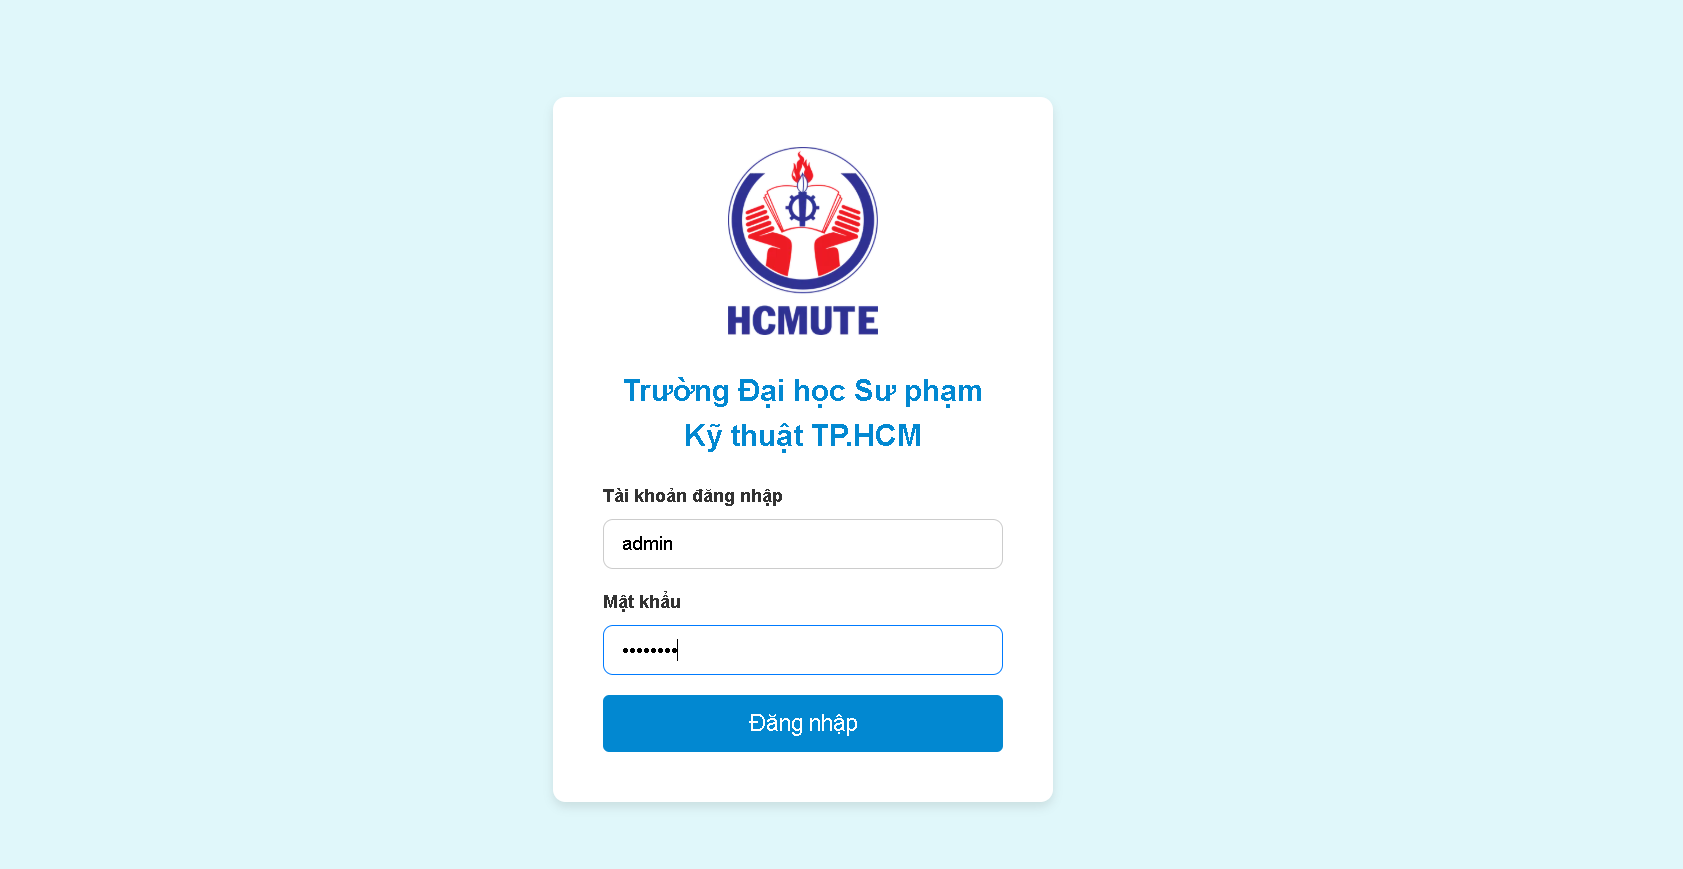 HCMUTE
Trường Đại học Sư phạm
Kỹ thuật TP.HCM
Tài khoản đăng nhập
admin
Mật khẩu
••••••••
Đăng nhập